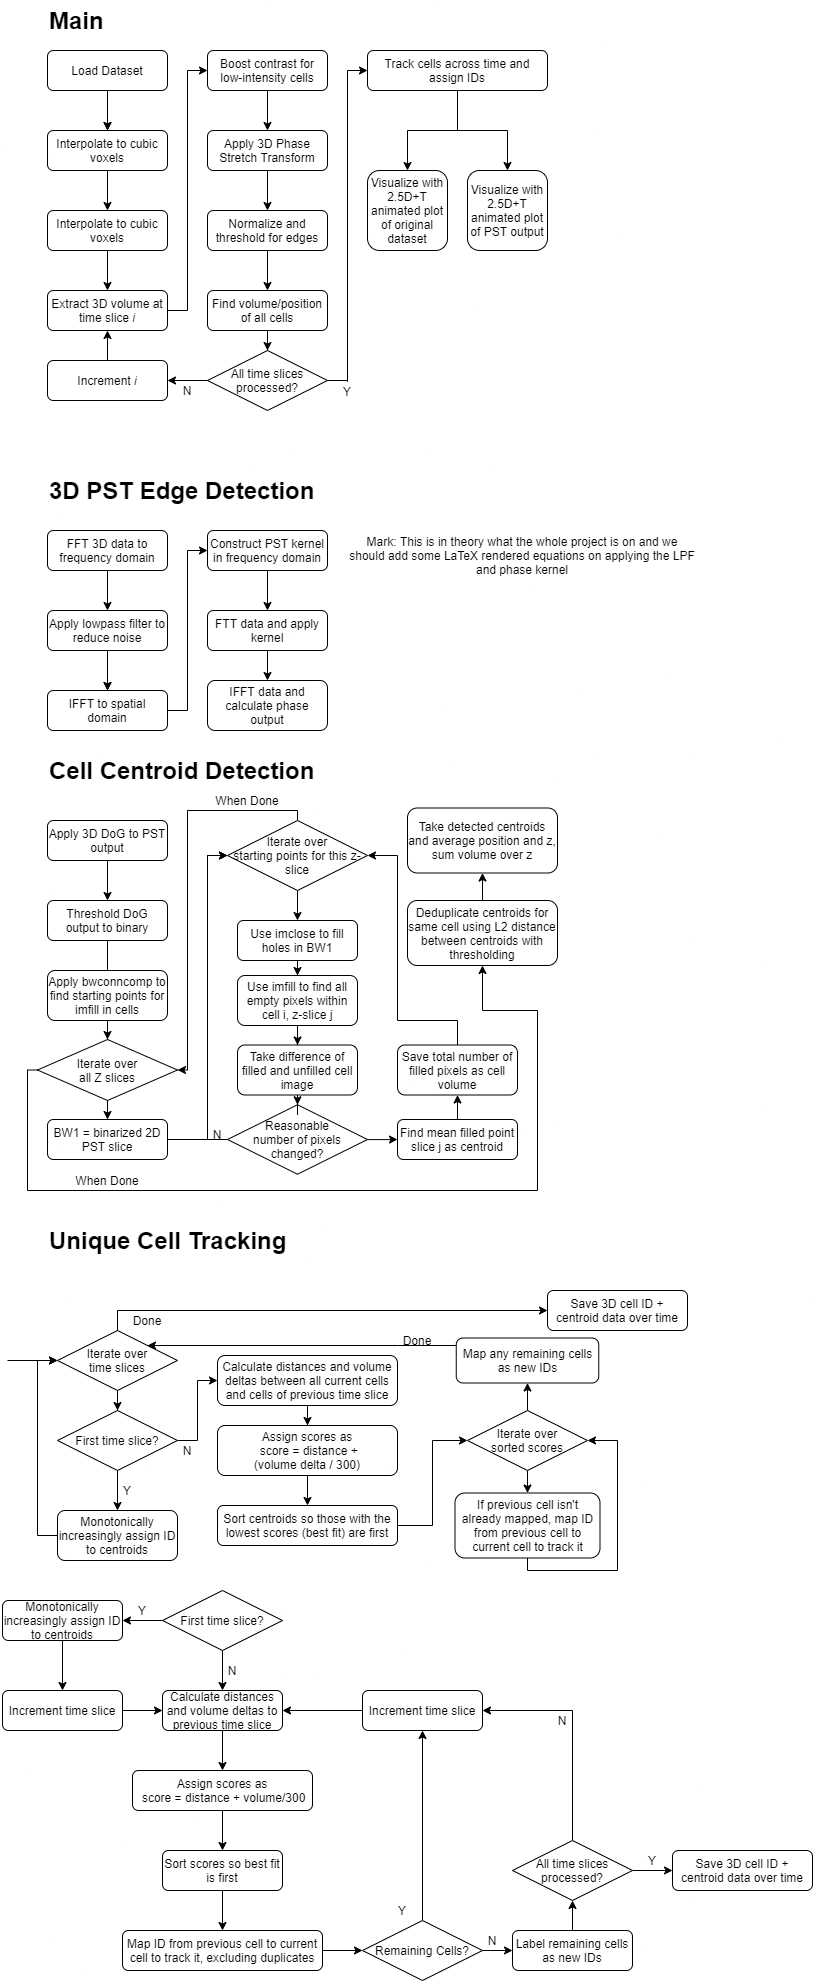 Main
Load Dataset
Interpolate to cubic
voxels
Interpolate to cubic
voxels
Extract 3D volume at
time slice i
Increment i
Boost contrast for
low-intensity cells
Apply 3D Phase
Stretch Transform
Normalize and
threshold for edges
Find volume/position
of all cells
All time slices
processed?
N
Y
Track cells across time and
assign IDs
Visualize with
2.5D+T
animated plot
of original
dataset
Visualize with
2.5D+T
animated plot
of PST output
3D PST Edge Detection
FFT 3D data to
frequency domain
Apply lowpass filter to
reduce noise
IFFT to spatial
domain
Construct PST kernel
in frequency domain
FTT data and apply
kernel
IFFT data and
calculate phase
output
Mark: This is in theory what the whole project is on and we
should add some LaTeX rendered equations on applying the LPF
and phase kernel
Cell Centroid Detection
Apply 3D DoG to PST
output
Threshold DoG
output to binary
Apply bwconncomp to
find starting points for
imfill in cells
Iterate over
all Z slices
BW1 = binarized 2D
PST slice
When Done
When Done
Iterate over
starting points for this z-
slice
Use imclose to fill
holes in BW1
Use imfill to find all
empty pixels within
cell i, z-slice j
Take difference of
filled and unfilled cell
image
Reasonable
number of pixels
changed?
N
Find mean filled point
slice j as centroid
Save total number of
filled pixels as cell
volume
Deduplicate centroids for
same cell using L2 distance
between centroids with
thresholding
Take detected centroids
and average position and z,
sum volume over z
Unique Cell Tracking
Iterate over
time slices
Done
Save 3D cell ID +
centroid data over time
First time slice?
N
Y
Monotonically
increasingly assign ID
to centroids
Calculate distances and volume
deltas between all current cells
and cells of previous time slice
Assign scores as
score = distance +
(volume delta / 300)
Sort centroids so those with the
lowest scores (best fit) are first
Done
Map any remaining cells
as new IDs
Iterate over
sorted scores
If previous cell isn't
already mapped, map ID
from previous cell to
current cell to track it
First time slice?
Y
N
Monotonically
increasingly assign ID
to centroids
Increment time slice
Calculate distances
and volume deltas to
previous time slice
Increment time slice
N
Assign scores as
score = distance + volume/300
Sort scores so best fit
is first
Map ID from previous cell to current
cell to track it, excluding duplicates
Remaining Cells?
Y
N
Label remaining cells
as new IDs
All time slices
processed?
Y
Save 3D cell ID +
centroid data over time